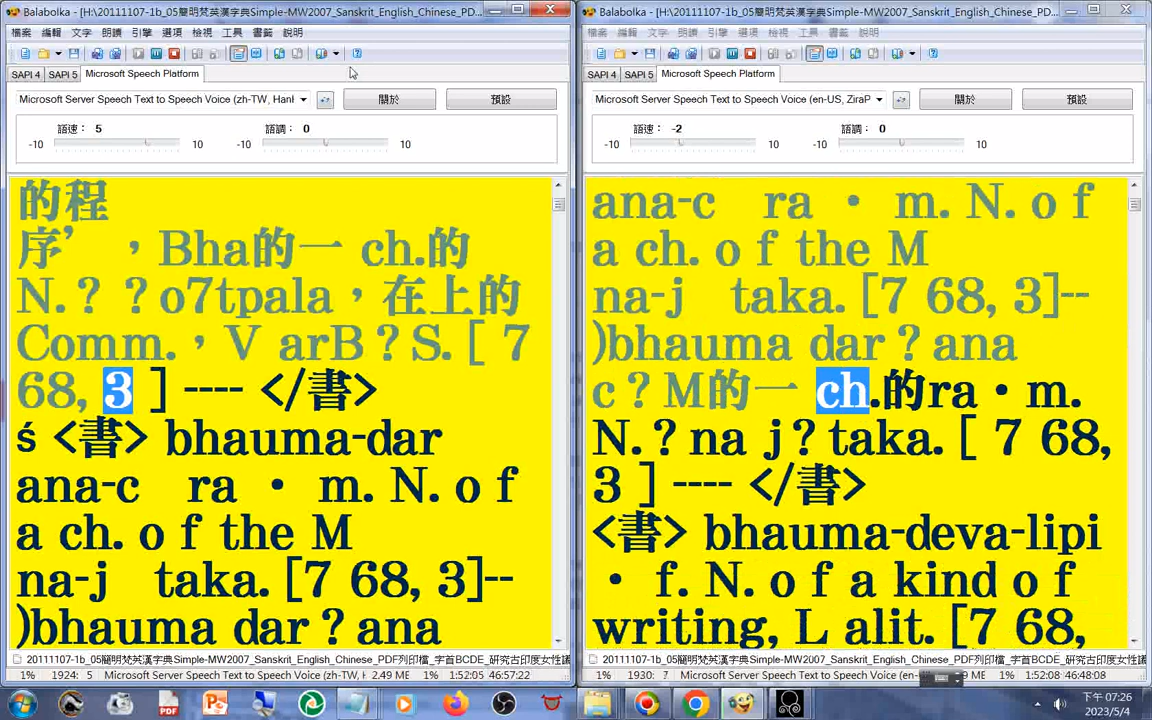 Balabolka - [H:\20111107-1b_05簡明梵英漢字典Simple-MW2007_Sanskrit_English_Chinese_PD...
檔案 編輯 文字 朗讀 引擎 選項 檢視 工具 書籤 說明
SAPI 4 SAPI 5 Microsoft Speech Platform
Microsoft Server Speech Text to Speech Voice (zh-TW, Hanl 關於 預設
語速： 5 語調： 0
-10 10 -10 10
的程
序’ ，Bha的一 ch.的
N.？？o7tpala，在上的
Comm.，V arB？S. [ 7
68, 3 ] ---- </書>
ś <書> bhauma-dar
ana-c ra • m. N. o f
a ch. o f the M
na-j taka. [7 68, 3]--
)bhauma dar？ana
20111107-1b_05簡明梵英漢字典Simple-MW2007_Sanskrit_English_Chinese_PDF列印檔_字首BCDE_研究古印度女性議
1% 1924: 5 Microsoft Server Speech Text to Speech Voice (zh-TW, H 2.49 ME 1% 1:52:05 46:57:22
Balabolka - [H:\20111107-1b_05簡明梵英漢字典Simple-MW2007_Sanskrit_English_Chinese_PD...
檔案 編輯 文字 朗讀 引擎 選項 檢視 工具 書籤 說明
SAPI 4 SAPI 5 Microsoft Speech Platform
Microsoft Server Speech Text to Speech Voice (en-US, ZiraP 關於 預設
語速： -2 語調： 0
-10 10 -10 10
ana-c ra • m. N. o f
a ch. o f the M
na-j taka. [7 68, 3]--
)bhauma dar？ana
c？M的一 ch.的ra • m.
N.？na j？taka. [ 7 68,
3 ] ---- </書>
<書> bhauma-deva-lipi
• f. N. o f a kind o f
writing, L alit. [7 68,
20111107-1b_05簡明梵英漢字典Simple-MW2007_Sanskrit_English_Chinese_PDF列印檔_字首BCDE_研究古印度女性議
1% 1930: 7 Microsoft Server Speech Text to Speech Voice (en-US, 1% 1:52:08 46:48:08
下午 07:26
2023/5/4